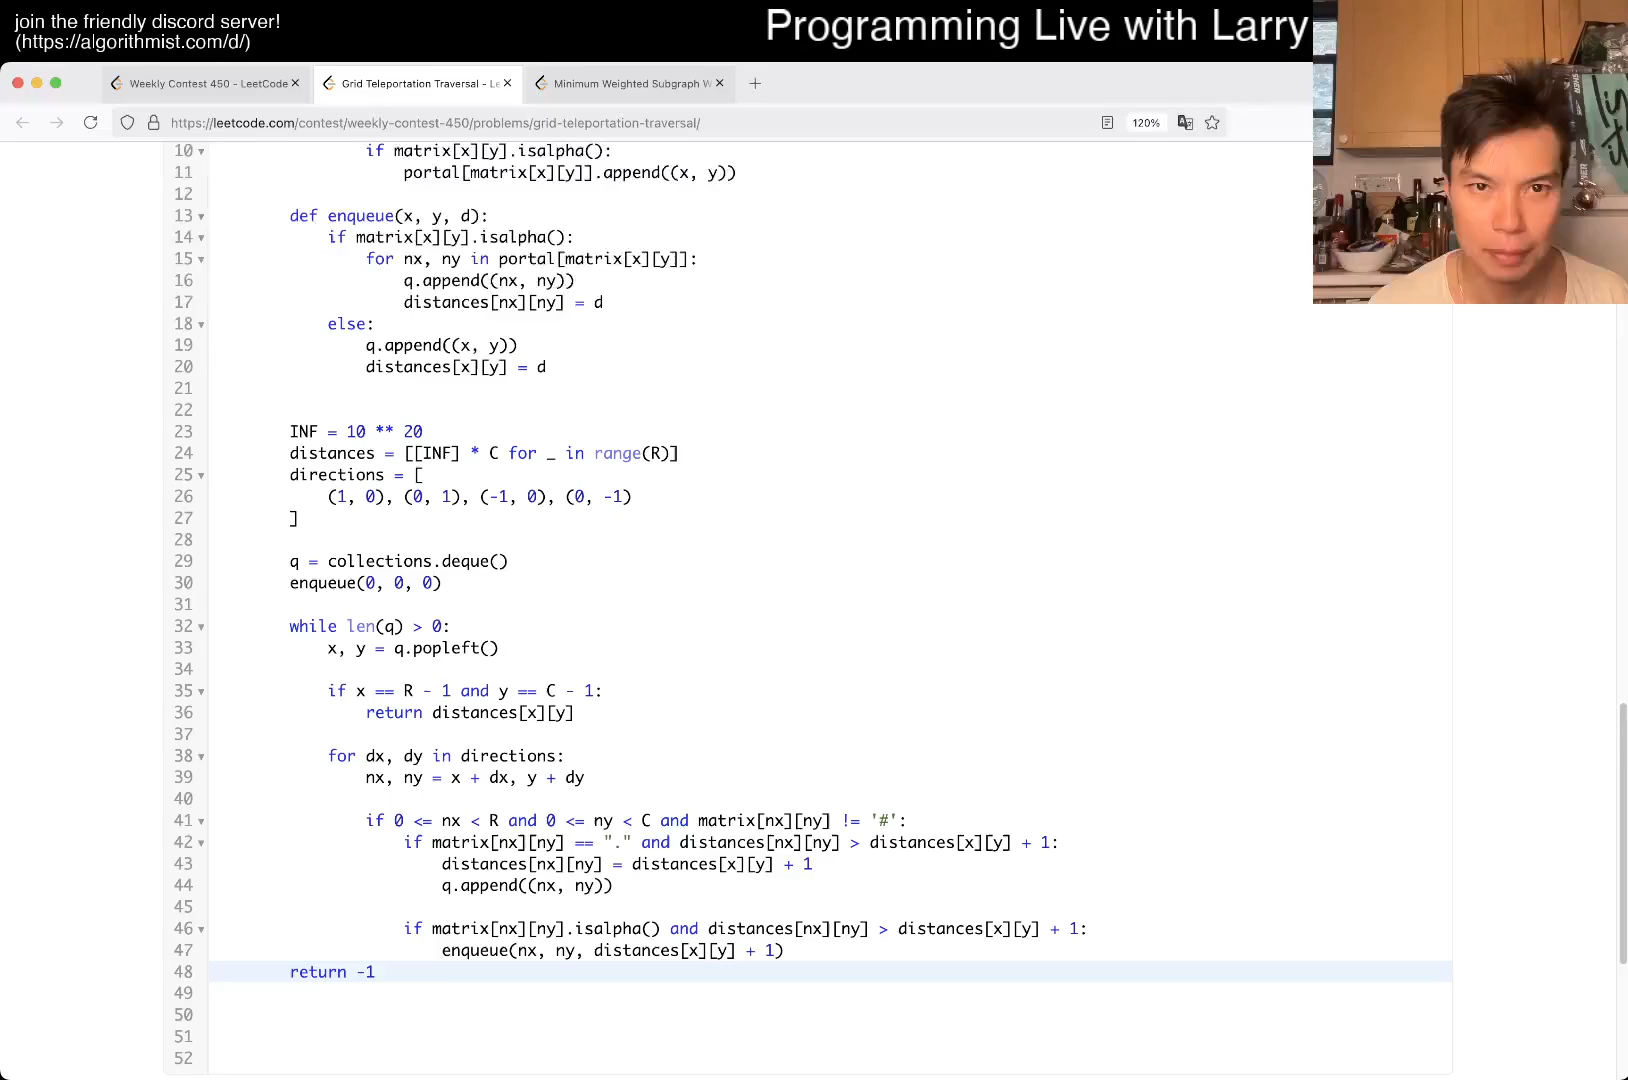 join the friendly discord server!
(https://algorithmist.com/d/)
Programming Live with Larry
Weekly Contest 450 - LeetCode
Grid Teleportation Traversal - Le
Minimum Weighted Subgraph W
https://leetcode.com/contest/weekly-contest-450/problems/grid-teleportation-traversal/
120%
10 if matrix[x][y].isalpha():
11 portal[matrix[x][y]].append((x, y))
12
13 def enqueue(x, y, d):
14 if matrix[x][y].isalpha():
15 for nx, ny in portal[matrix[x][y]]:
16 q.append((nx, ny))
17 distances[nx][ny] = d
18 else:
19 q.append((x, y))
20 distances[x][y] = d
21
22
23 INF = 10 ** 20
24 distances = [[INF] * C for _ in range(R)]
25 directions = [
26 (1, 0), (0, 1), (-1, 0), (0, -1)
27 ]
28
29 q = collections.deque()
30 enqueue(0, 0, 0)
31
32 while len(q) > 0:
33 x, y = q.popleft()
34
35 if x == R - 1 and y == C - 1:
36 return distances[x][y]
37
38 for dx, dy in directions:
39 nx, ny = x + dx, y + dy
40
41 if 0 <= nx < R and 0 <= ny < C and matrix[nx][ny] != '#':
42 if matrix[nx][ny] == "." and distances[nx][ny] > distances[x][y] + 1:
43 distances[nx][ny] = distances[x][y] + 1
44 q.append((nx, ny))
45
46 if matrix[nx][ny].isalpha() and distances[nx][ny] > distances[x][y] + 1:
47 enqueue(nx, ny, distances[x][y] + 1)
48 return -1
49
50
51
52